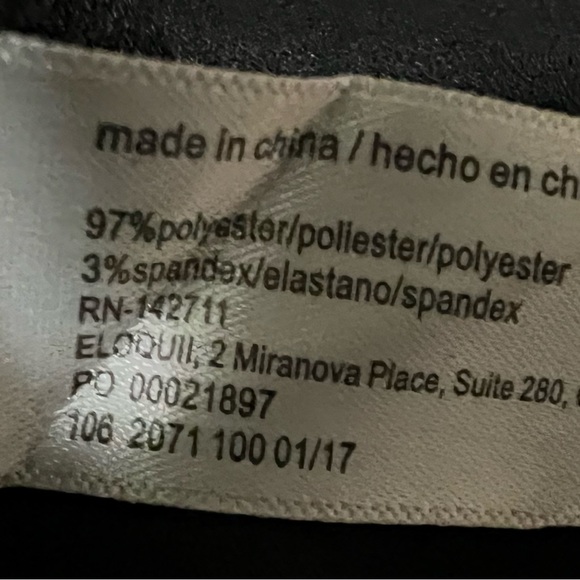 made in china / hecho en ch
97%polyester/poliester/polyester
3%spandex/elastano/spandex
RN-142711
ELOQUII, 2 Miranova Place, Suite 280,
PO 00021897
106 2071 100 01/17